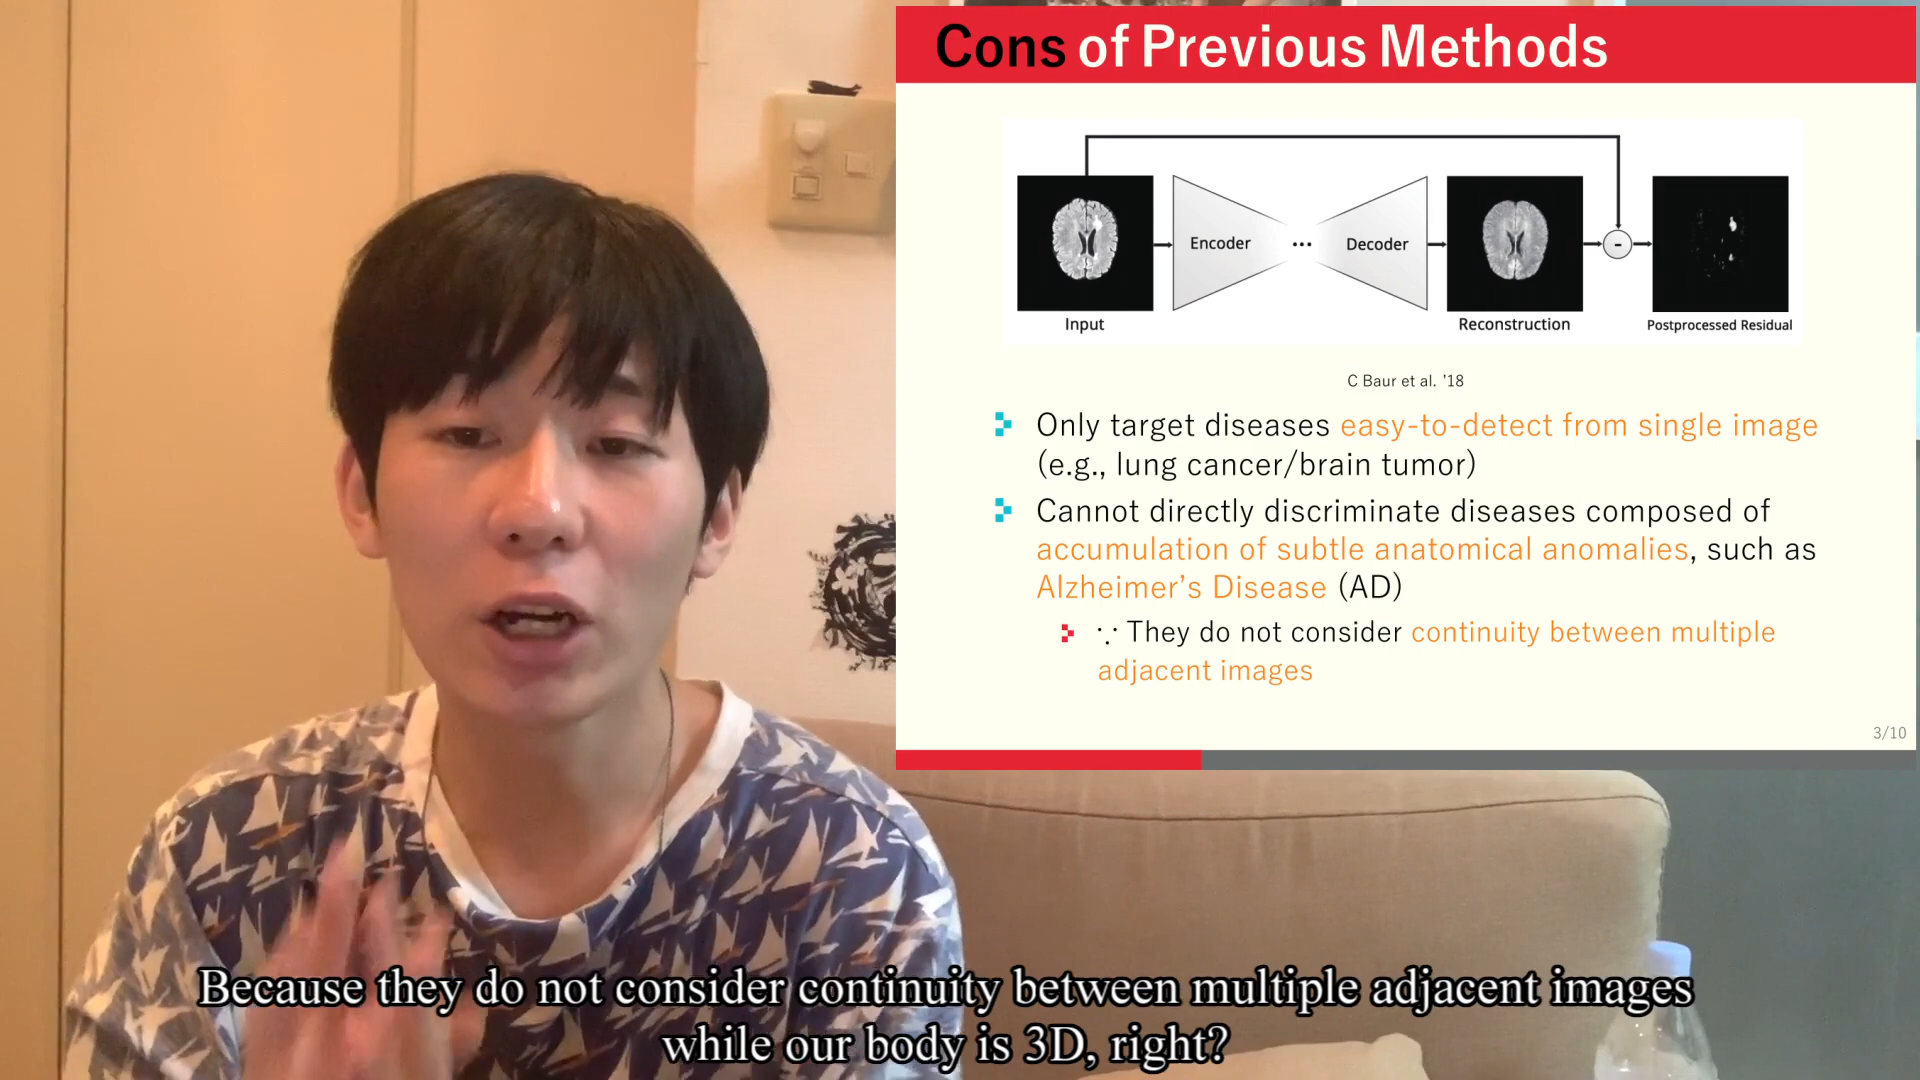 Cons of Previous Methods
Encoder
...
Decoder
-
Input
Reconstruction
Postprocessed Residual
C Baur et al. '18
Only target diseases easy-to-detect from single image
(e.g., lung cancer/brain tumor)
Cannot directly discriminate diseases composed of
accumulation of subtle anatomical anomalies, such as
Alzheimer's Disease (AD)
∵ They do not consider continuity between multiple
adjacent images
3/10
Because they do not consider continuity between multiple adjacent images
while our body is 3D, right?